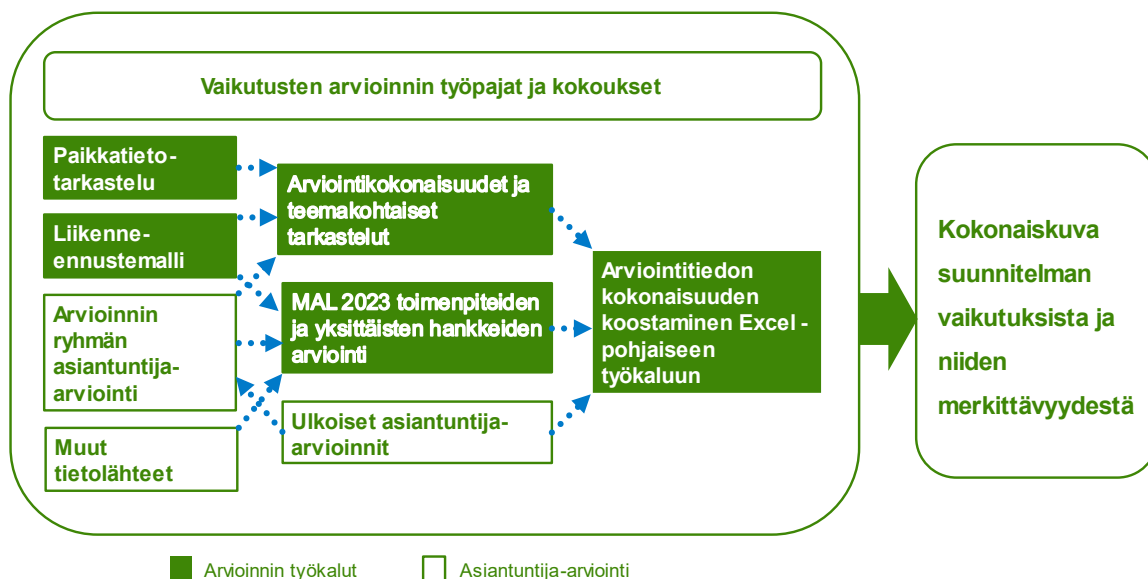 Vaikutusten arvioinnin työpajat ja kokoukset
Paikkatieto-
tarkastelu
Liikenne-
ennustemalli
Arvioinnin
ryhmän
asiantuntija-
arviointi
Muut
tietolähteet
Arviointikokonaisuudet ja
teemakohtaiset
tarkastelut
MAL 2023 toimenpiteiden
ja yksittäisten hankkeiden
arviointi
Ulkoiset asiantuntija-
arvioinnit
Arviointitiedon
kokonaisuuden
koostaminen Excel -
pohjaiseen
työkaluun
Kokonaiskuva
suunnitelman
vaikutuksista ja
niiden
merkittävyydestä
Arvioinnin työkalut
Asiantuntija-arviointi